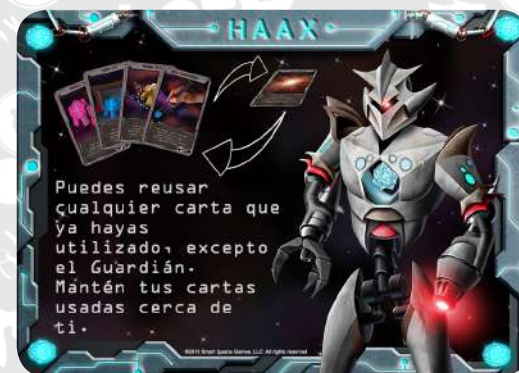 HAAX
Puedes reusar
cualquier carta que
ya hayas
utilizado, excepto
el Guardián.
Mantén tus cartas
usadas cerca de
ti.